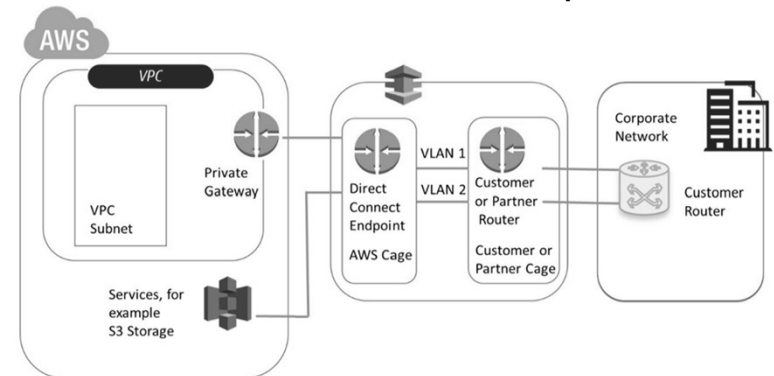 AWS
VPC
Private
Gateway
VPC
Subnet
Services, for
example
S3 Storage
Direct
Connect
Endpoint
AWS Cage
VLAN 1
VLAN 2
Customer
or Partner
Router
Customer or
Partner Cage
Corporate
Network
Customer
Router